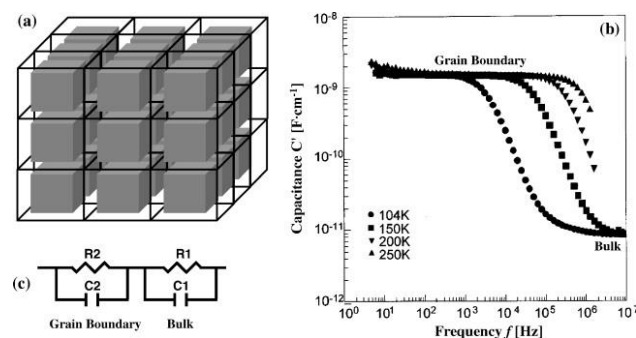 (a)
R2
R1
(c)
C2
C1
Grain Boundary
Bulk
(b)
Capacitance C' [F·cm⁻¹]
10⁻⁸
10⁻⁹
10⁻¹⁰
10⁻¹¹
10⁻¹²
Grain Boundary
104K
150K
200K
250K
Bulk
10⁰ 10¹ 10² 10³ 10⁴ 10⁵ 10⁶ 10⁷
Frequency f [Hz]